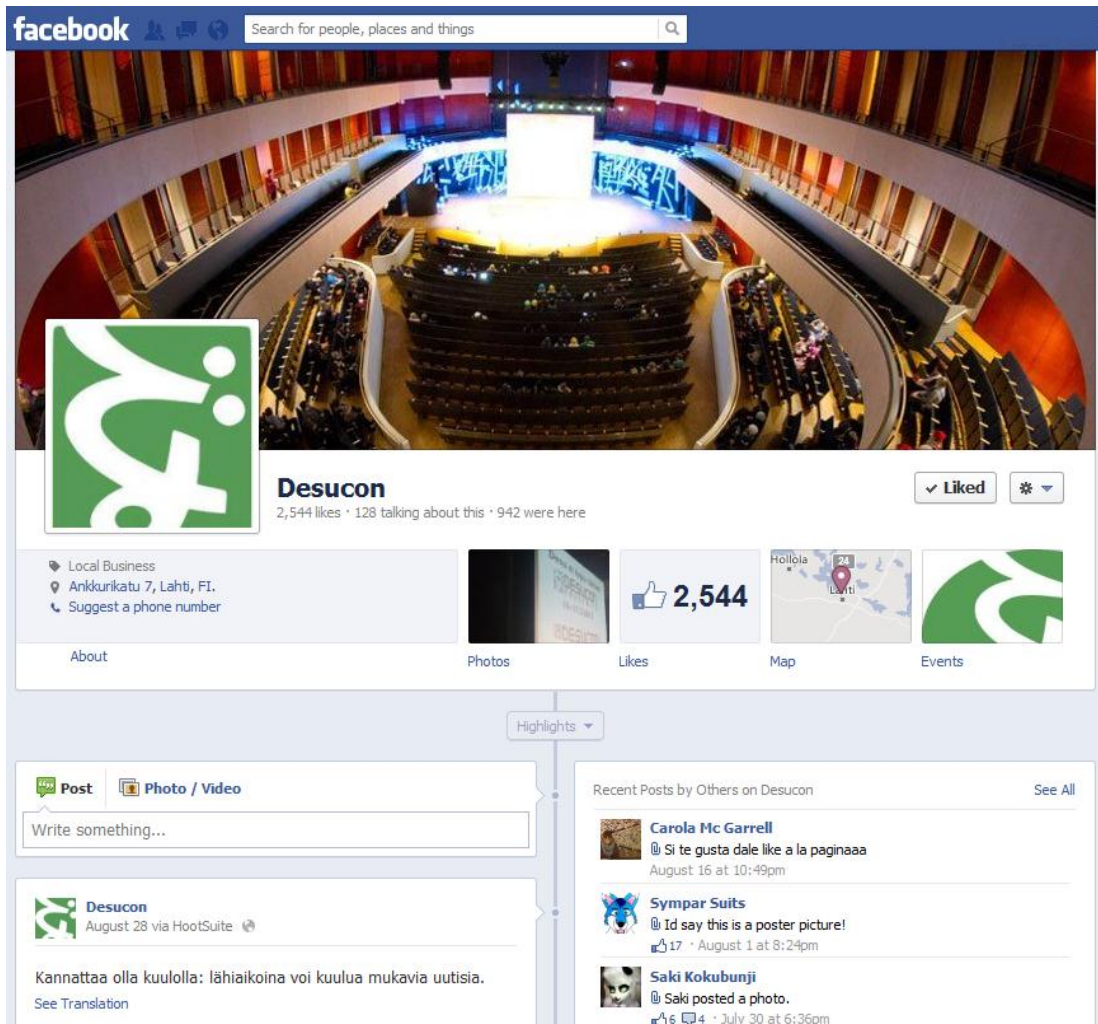 facebook
Search for people, places and things
Desucon
2,544 likes · 128 talking about this · 942 were here
Liked
Local Business
Ankkurikatu 7, Lahti, FI.
Suggest a phone number
About
DESUCON
Photos
2,544
Likes
Hollola
24
Lahti
Map
Events
Highlights
Post
Photo / Video
Write something...
Desucon
August 28 via HootSuite
Kannattaa olla kuulolla: lähiaikoina voi kuulua mukavia uutisia.
See Translation
Recent Posts by Others on Desucon
See All
Carola Mc Garrell
Si te gusta dale like a la paginaaa
August 16 at 10:49pm
Sympar Suits
Id say this is a poster picture!
17 · August 1 at 8:24pm
Saki Kokubunji
Saki posted a photo.
6 4 · July 30 at 6:36pm